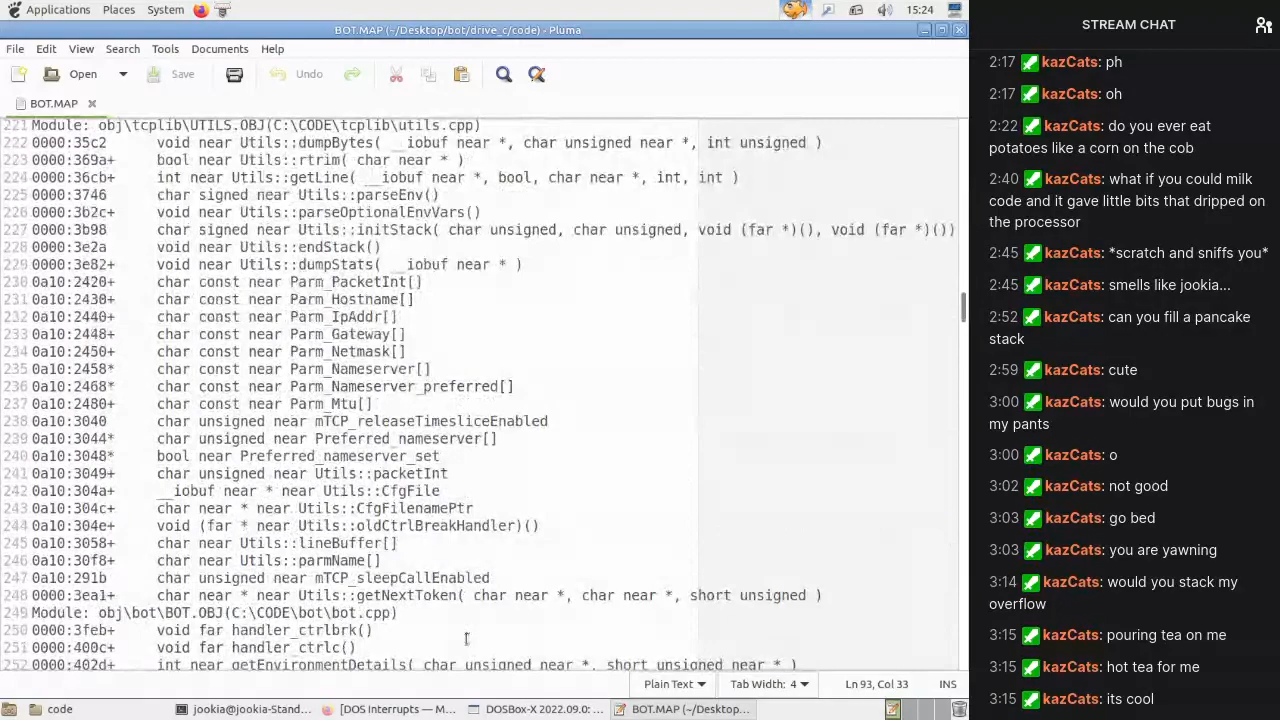 Applications Places System 15:24
BOT.MAP (~/Desktop/bot/drive_c/code) - Pluma
File Edit View Search Tools Documents Help
Open Save Undo
BOT.MAP
221 Module: obj\tcplib\UTILS.OBJ(C:\CODE\tcplib\utils.cpp)
222 0000:35c2 void near Utils::dumpBytes( __iobuf near *, char unsigned near *, int unsigned )
223 0000:369a+ bool near Utils::rtrim( char near * )
224 0000:36cb+ int near Utils::getLine( __iobuf near *, bool, char near *, int, int )
225 0000:3746 char signed near Utils::parseEnv()
226 0000:3b2c+ void near Utils::parseOptionalEnvVars()
227 0000:3b98 char signed near Utils::initStack( char unsigned, char unsigned, void (far *)(), void (far *)())
228 0000:3e2a void near Utils::endStack()
229 0000:3e82+ void near Utils::dumpStats( __iobuf near * )
230 0a10:2420+ char const near Parm_PacketInt[]
231 0a10:2430+ char const near Parm_Hostname[]
232 0a10:2440+ char const near Parm_IpAddr[]
233 0a10:2448+ char const near Parm_Gateway[]
234 0a10:2450+ char const near Parm_Netmask[]
235 0a10:2458* char const near Parm_Nameserver[]
236 0a10:2468* char const near Parm_Nameserver_preferred[]
237 0a10:2480+ char const near Parm_Mtu[]
238 0a10:3040 char unsigned near mTCP_releaseTimesliceEnabled
239 0a10:3044* char unsigned near Preferred_nameserver[]
240 0a10:3048* bool near Preferred_nameserver_set
241 0a10:3049+ char unsigned near Utils::packetInt
242 0a10:304a+ __iobuf near * near Utils::CfgFile
243 0a10:304c+ char near * near Utils::CfgFilenamePtr
244 0a10:304e+ void (far * near Utils::oldCtrlBreakHandler)()
245 0a10:3058+ char near Utils::lineBuffer[]
246 0a10:30f8+ char near Utils::parmName[]
247 0a10:291b char unsigned near mTCP_sleepCallEnabled
248 0000:3ea1+ char near * near Utils::getNextToken( char near *, char near *, short unsigned )
249 Module: obj\bot\BOT.OBJ(C:\CODE\bot\bot.cpp)
250 0000:3feb+ void far handler_ctrlbrk()
251 0000:400c+ void far handler_ctrlc()
252 0000:402d+ int near getEnvironmentDetails( char unsigned near *, short unsigned near * )
Plain Text Tab Width: 4 Ln 93, Col 33 INS
code jookia@jookia-Stand... [DOS Interrupts — M... DOSBox-X 2022.09.0:... BOT.MAP (~/Desktop...
STREAM CHAT
2:17 kazCats: ph
2:17 kazCats: oh
2:22 kazCats: do you ever eat
potatoes like a corn on the cob
2:40 kazCats: what if you could milk
code and it gave little bits that dripped on
the processor
2:45 kazCats: *scratch and sniffs you*
2:45 kazCats: smells like jookia...
2:52 kazCats: can you fill a pancake
stack
2:59 kazCats: cute
3:00 kazCats: would you put bugs in
my pants
3:00 kazCats: o
3:02 kazCats: not good
3:03 kazCats: go bed
3:03 kazCats: you are yawning
3:14 kazCats: would you stack my
overflow
3:15 kazCats: pouring tea on me
3:15 kazCats: hot tea for me
3:15 kazCats: its cool